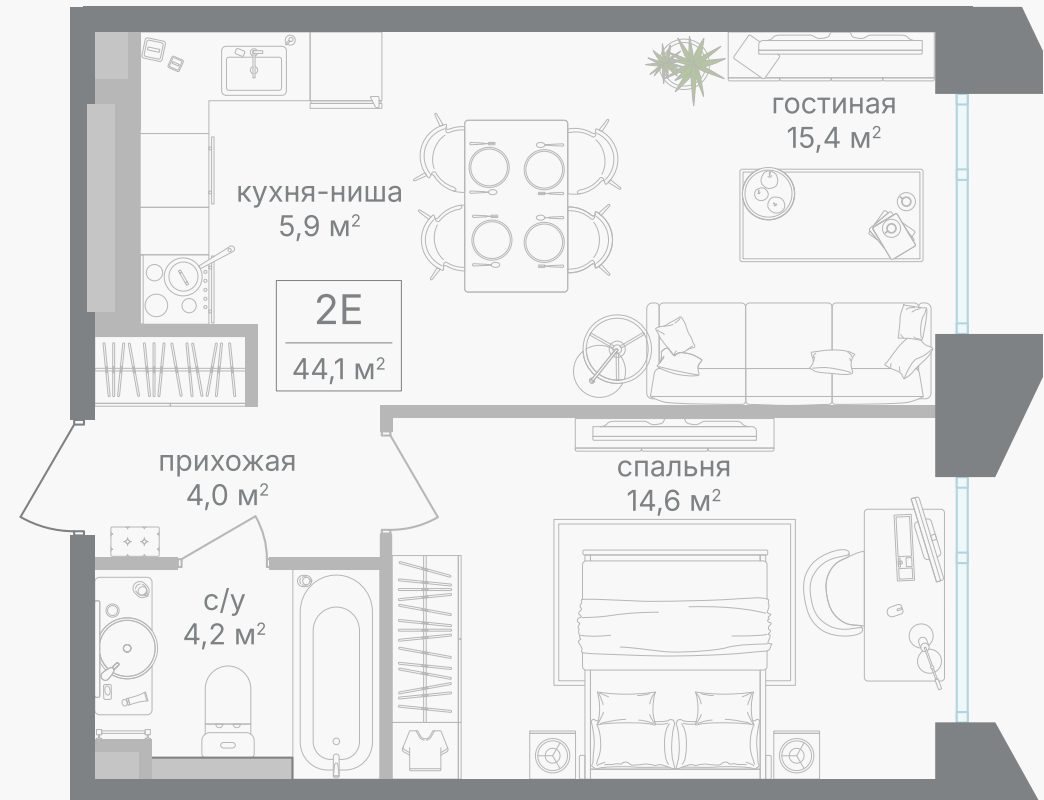 гостиная
15,4 м²
кухня-ниша
5,9 м²
2Е
44,1 м²
прихожая
4,0 м²
спальня
14,6 м²
с/у
4,2 м²